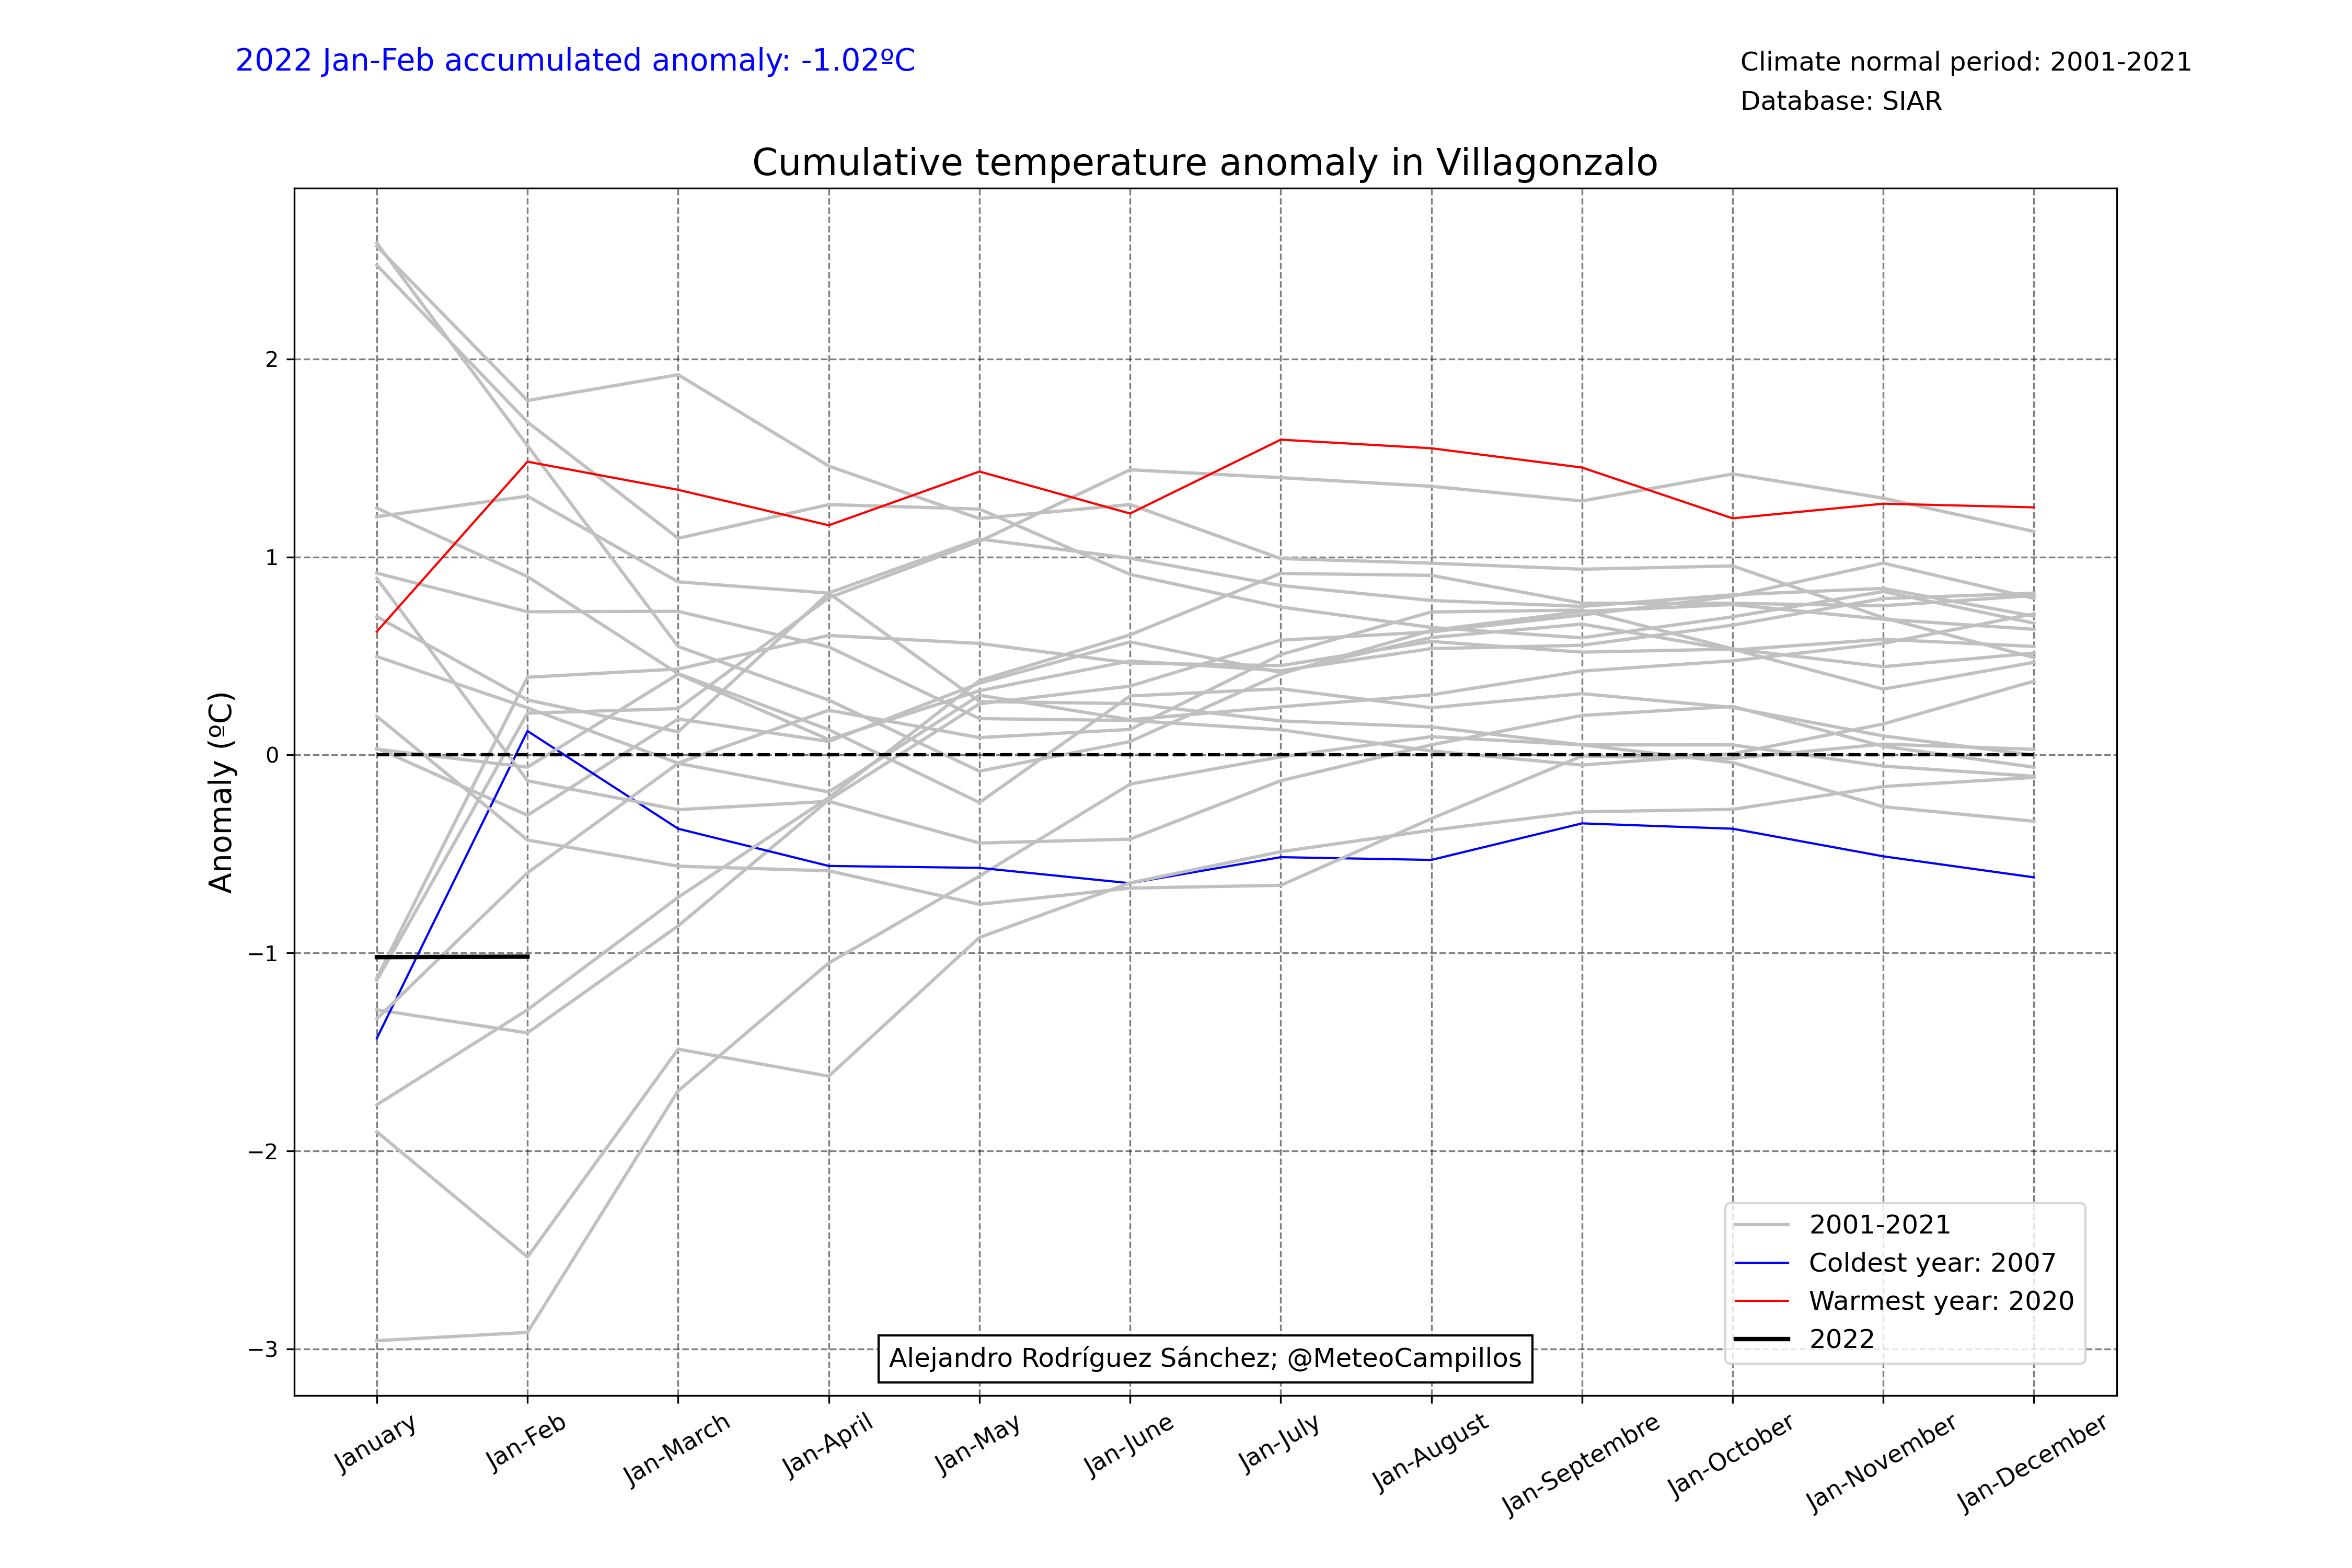 2022 Jan-Feb accumulated anomaly: -1.02ºC
Climate normal period: 2001-2021
Database: SIAR
Cumulative temperature anomaly in Villagonzalo
Anomaly (ºC)
2
1
0
−1
−2
−3
2001-2021
Coldest year: 2007
Warmest year: 2020
2022
Alejandro Rodríguez Sánchez; @MeteoCampillos
January
Jan-Feb
Jan-March
Jan-April
Jan-May
Jan-June
Jan-July
Jan-August
Jan-Septembre
Jan-October
Jan-November
Jan-December